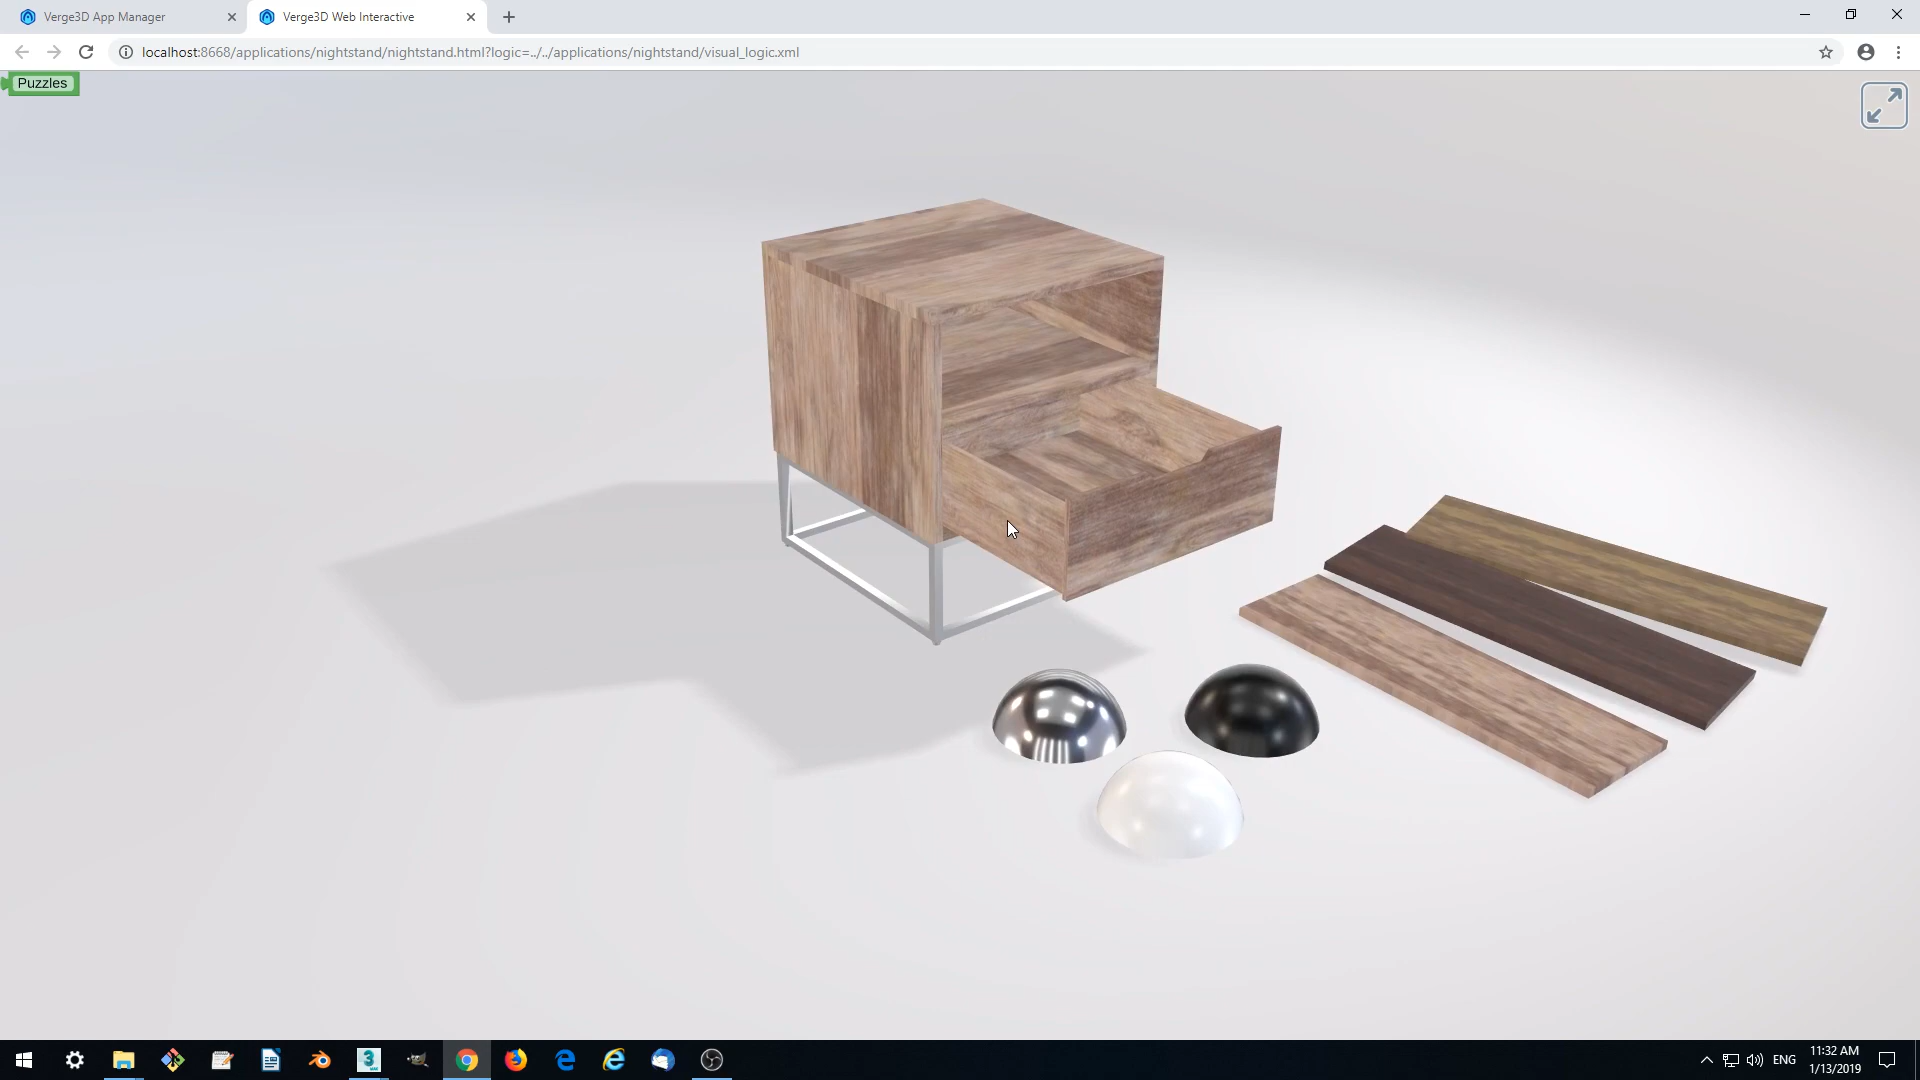 Verge3D App Manager
Verge3D Web Interactive
localhost:8668/applications/nightstand/nightstand.html?logic=../../applications/nightstand/visual_logic.xml
Puzzles
3
ENG
11:32 AM
1/13/2019